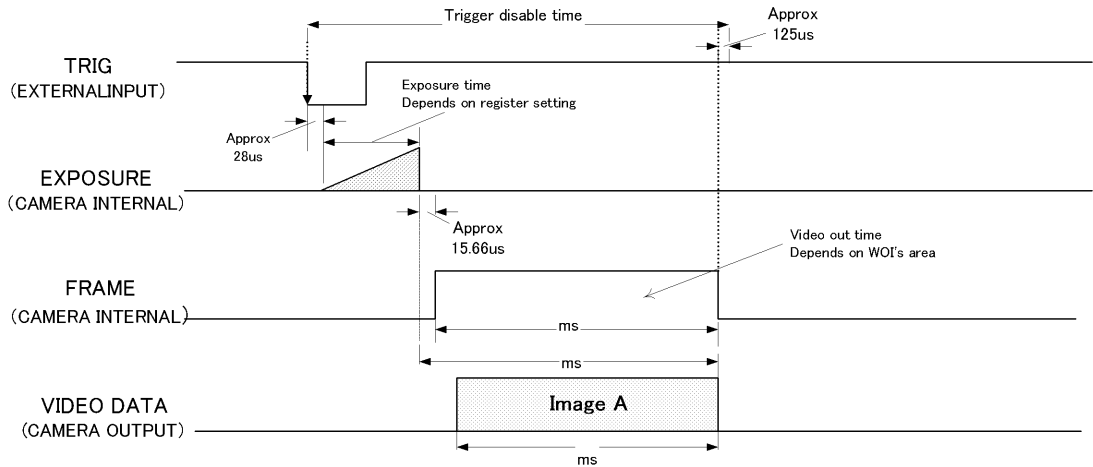 Trigger disable time
Approx
125us
TRIG
(EXTERNALINPUT)
Exposure time
Depends on register setting
Approx
28us
EXPOSURE
(CAMERA INTERNAL)
Approx
15.66us
Video out time
Depends on WOI's area
FRAME
(CAMERA INTERNAL)
ms
ms
VIDEO DATA
(CAMERA OUTPUT)
Image A
ms